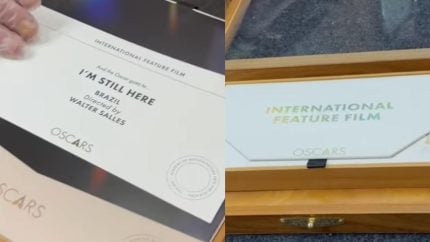 INTERNATIONAL FEATURE FILM
And the Oscar goes to...
I'M STILL HERE
BRAZIL
Directed by
WALTER SALLES
OSCARS
OSCARS
INTERNATIONAL
FEATURE FILM
OSCARS